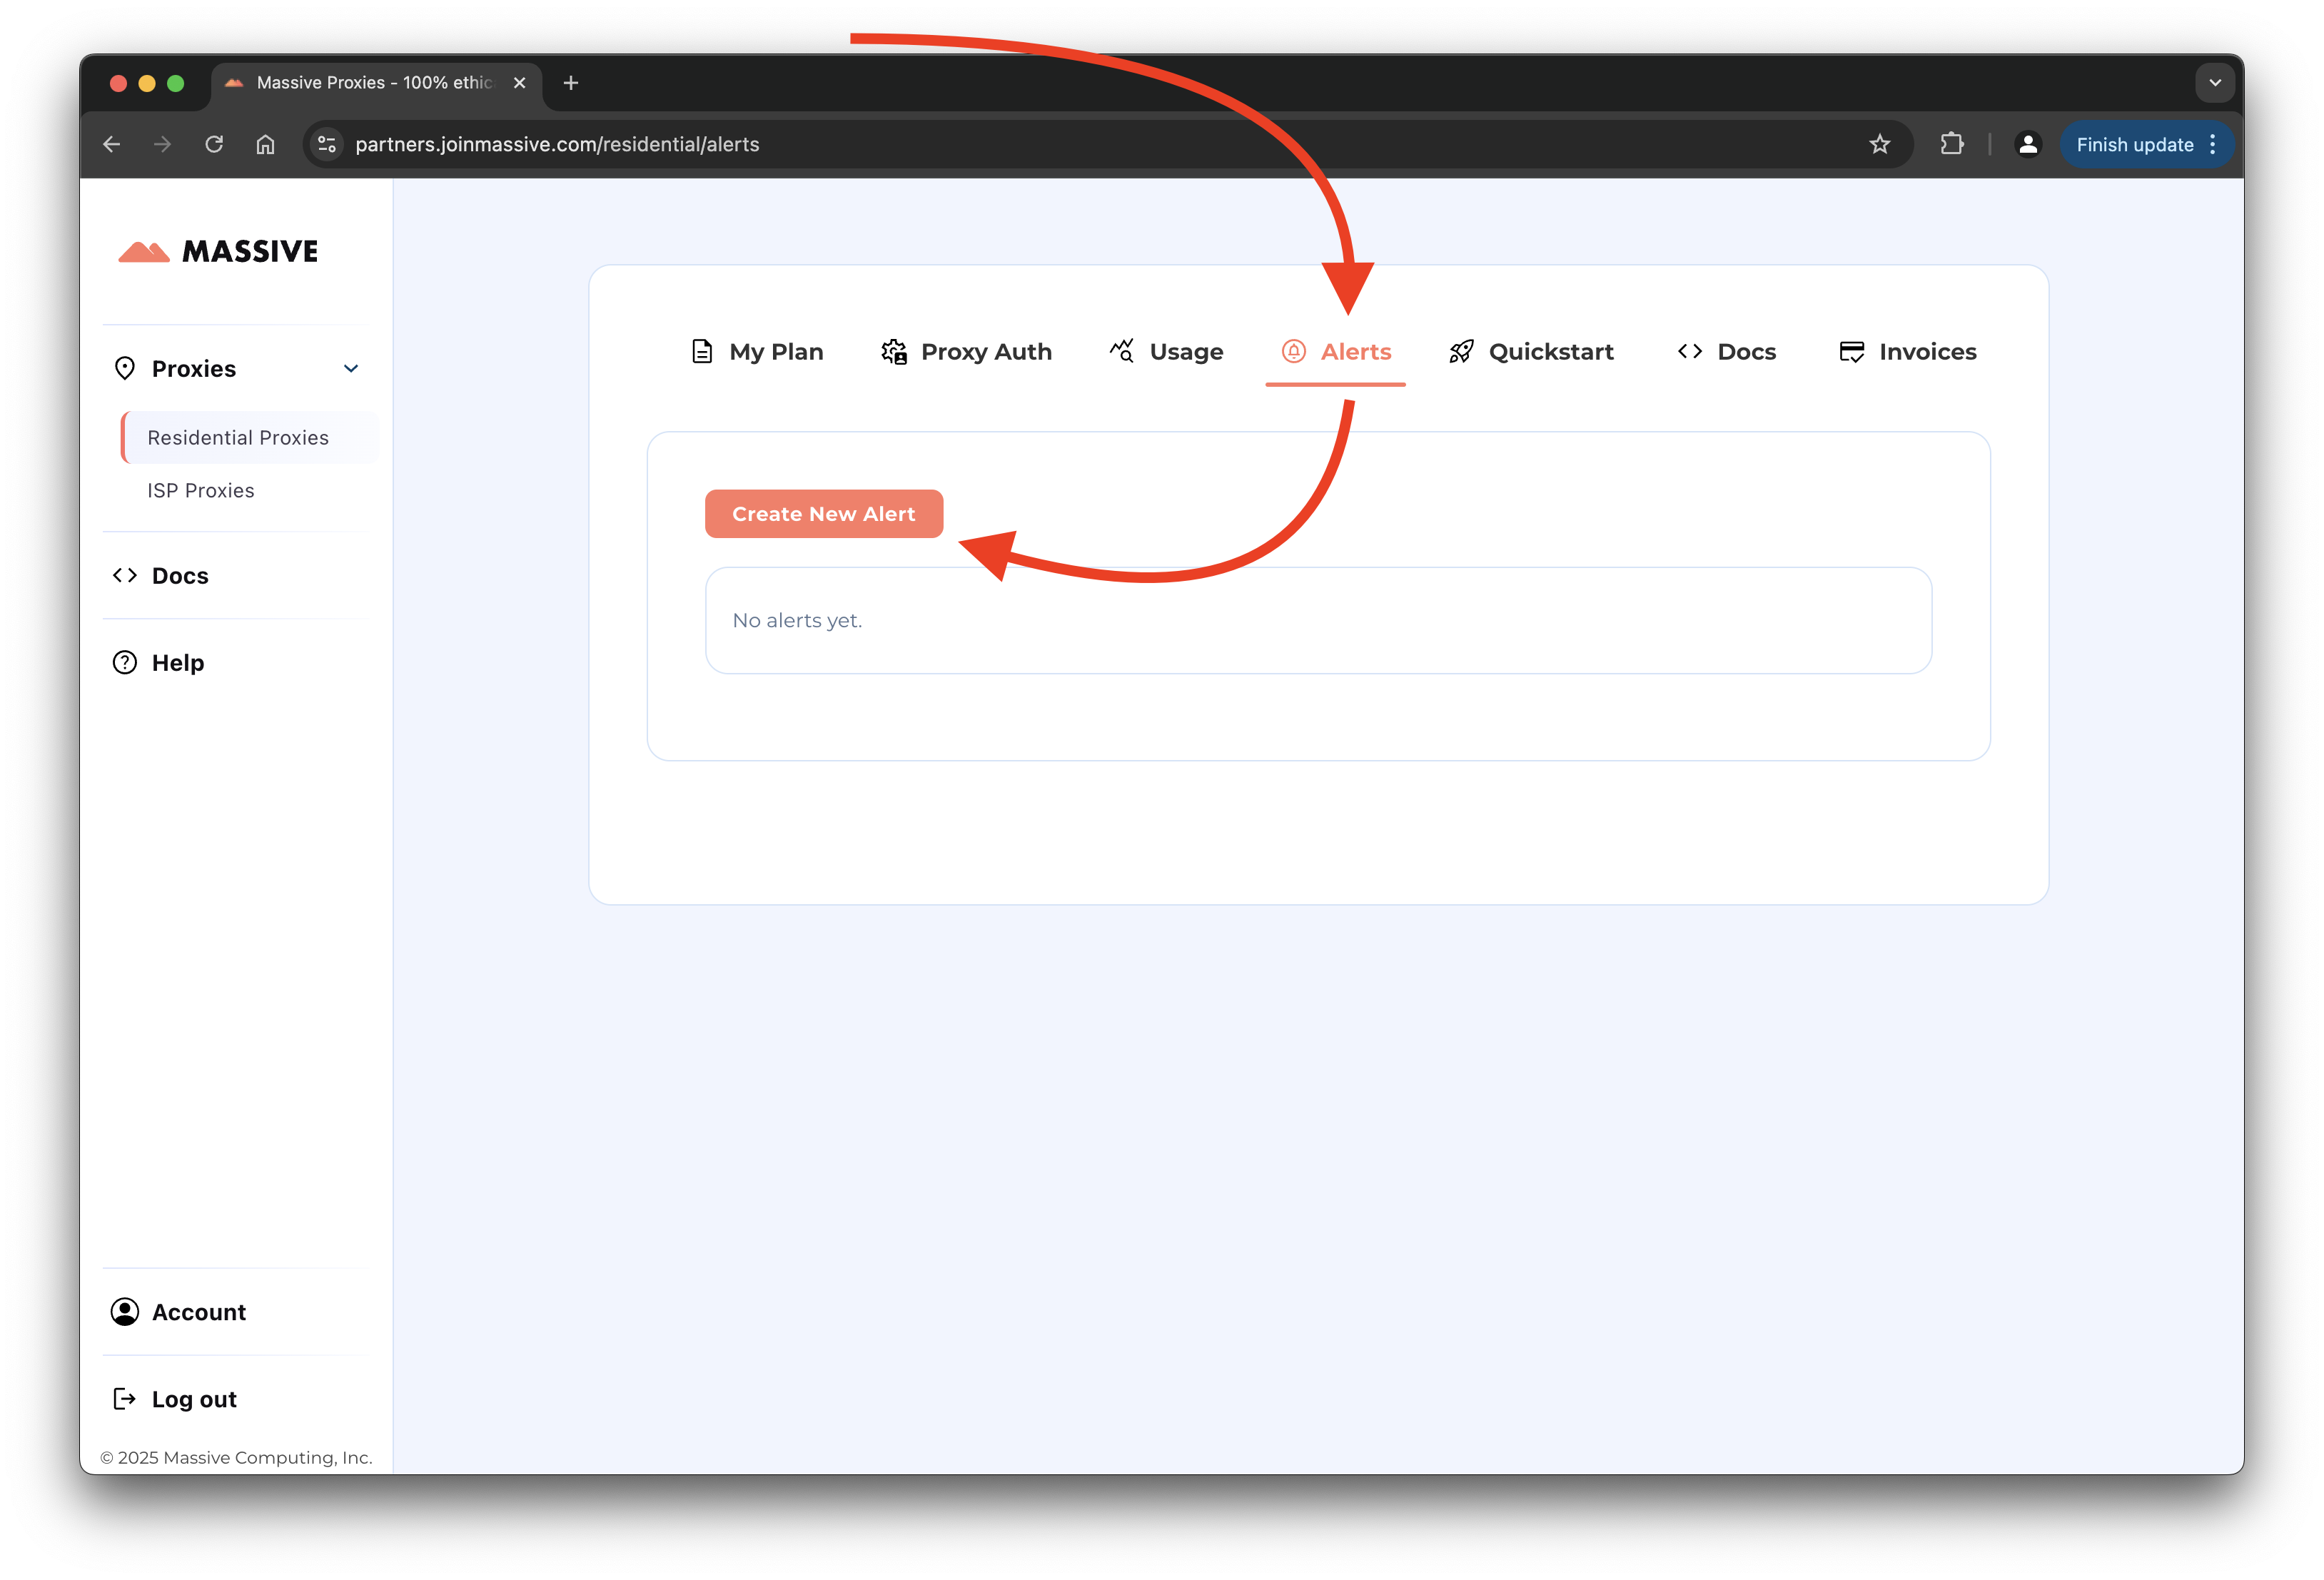 Massive Proxies - 100% ethic
partners.joinmassive.com/residential/alerts
Finish update
MASSIVE
Proxies
Residential Proxies
ISP Proxies
Docs
Help
Account
Log out
© 2025 Massive Computing, Inc.
My Plan
Proxy Auth
Usage
Alerts
Quickstart
Docs
Invoices
Create New Alert
No alerts yet.